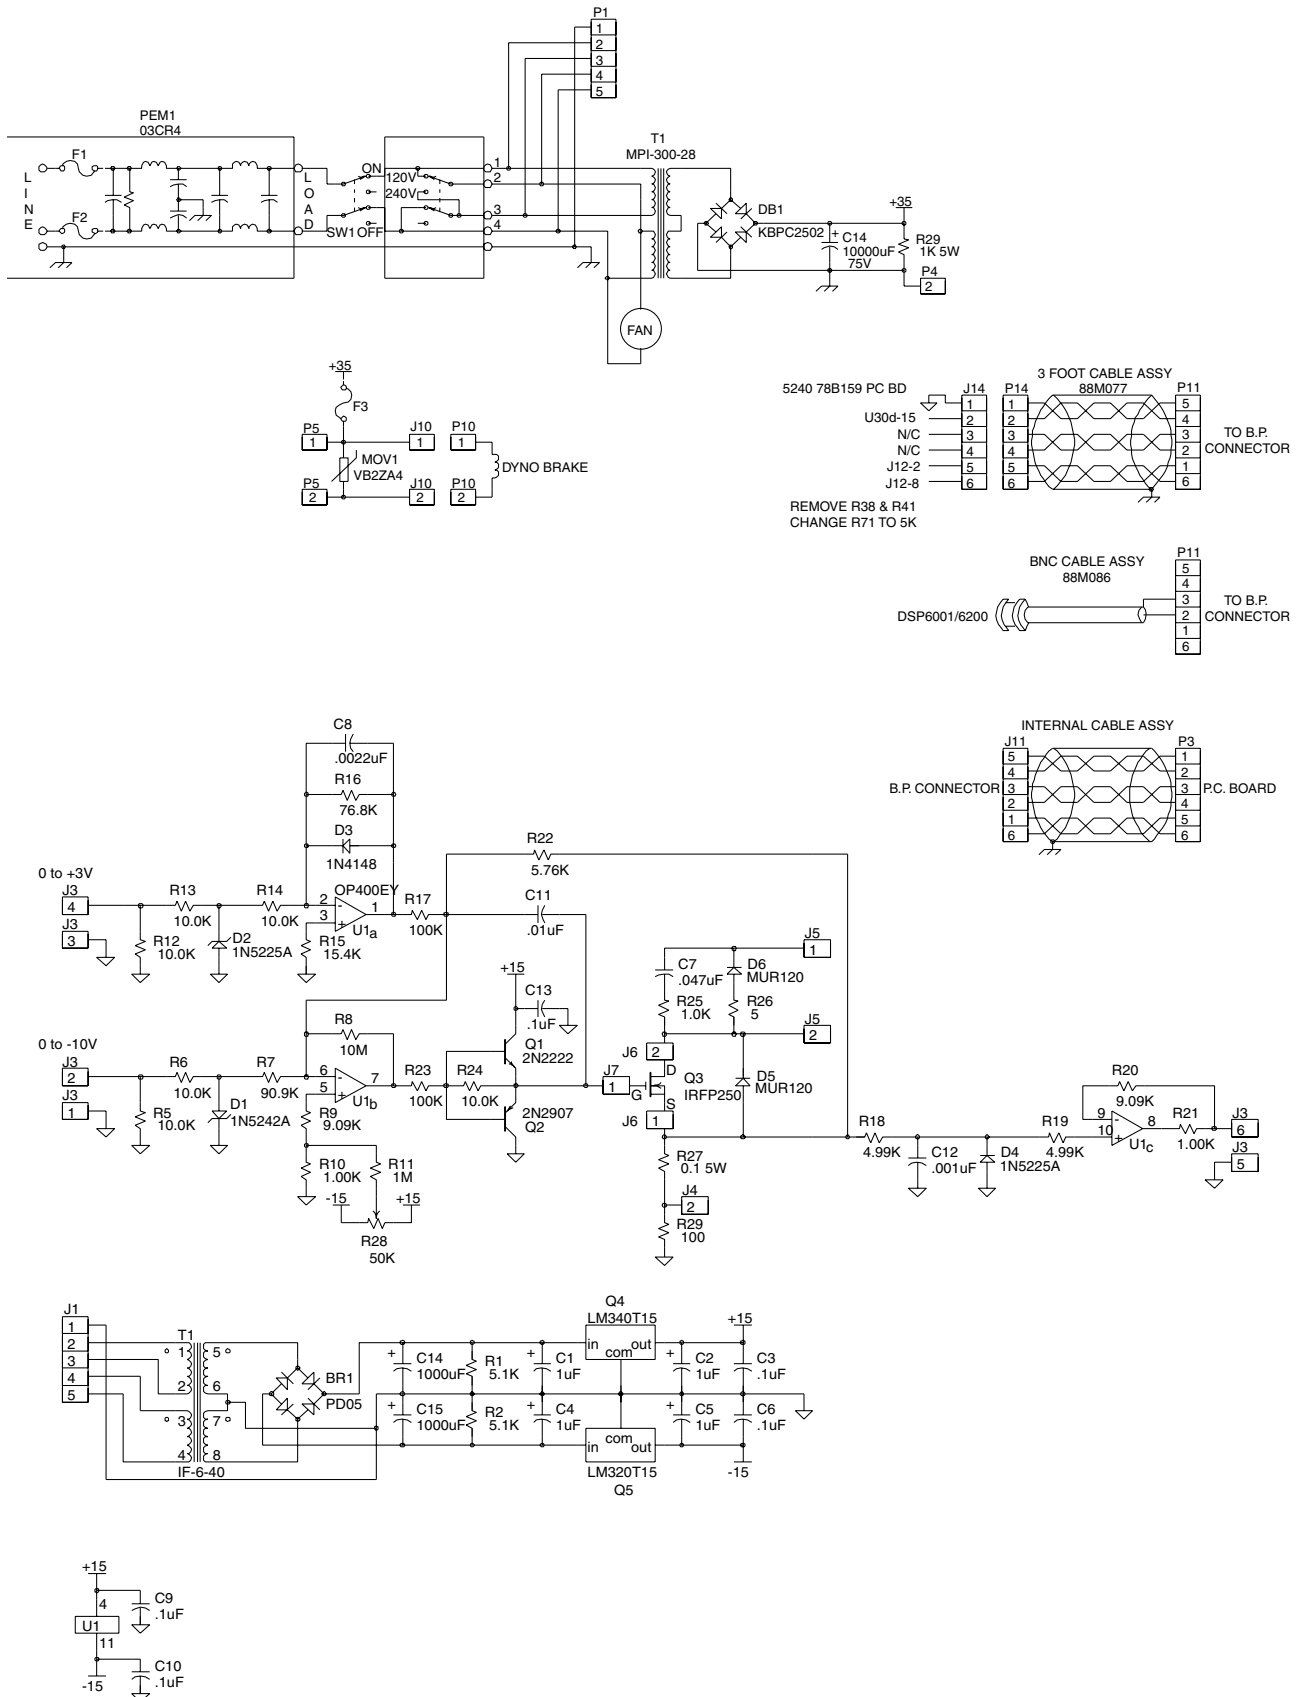 P1
1
2
3
4
5
PEM1
03CR4
T1
MPI-300-28
F1
F2
LINE
LOAD
ON
120V
240V
SW1
OFF
1
2
3
4
DB1
KBPC2502
+
C14
10000uF
75V
+35
R29
1K 5W
P4
2
FAN
+35
F3
P5
1
J10
1
P10
1
MOV1
VB2ZA4
DYNO BRAKE
P5
2
J10
2
P10
2
3 FOOT CABLE ASSY
88M077
5240 78B159 PC BD
J14
P14
P11
1
1
5
U30d-15
2
2
4
N/C
3
3
3
TO B.P.
N/C
4
4
2
CONNECTOR
J12-2
5
5
1
J12-8
6
6
6
REMOVE R38 & R41
CHANGE R71 TO 5K
BNC CABLE ASSY
88M086
P11
5
4
3
2
1
6
DSP6001/6200
TO B.P.
CONNECTOR
INTERNAL CABLE ASSY
J11
P3
5
1
4
2
B.P. CONNECTOR
3
3
P.C. BOARD
2
4
1
5
6
6
C8
.0022uF
R16
76.8K
D3
1N4148
0 to +3V
J3
4
J3
3
R13
10.0K
R14
10.0K
R12
10.0K
D2
1N5225A
OP400EY
2
-
3
+
1
U1a
R15
15.4K
R17
100K
R22
5.76K
C11
.01uF
+15
C13
.1uF
Q1
2N2222
R8
10M
0 to -10V
J3
2
J3
1
R6
10.0K
R7
90.9K
R5
10.0K
D1
1N5242A
6
-
5
+
7
U1b
R9
9.09K
R10
1.00K
R11
1M
-15
+15
R28
50K
R23
100K
R24
10.0K
2N2907
Q2
C7
.047uF
D6
MUR120
J5
1
R25
1.0K
R26
5
J5
2
J6
2
J7
1
D
G
S
Q3
IRFP250
D5
MUR120
J6
1
R27
0.1 5W
J4
2
R29
100
R18
4.99K
C12
.001uF
D4
1N5225A
R19
4.99K
R20
9.09K
9
-
10
+
8
U1c
R21
1.00K
J3
6
J3
5
J1
1
2
3
4
5
T1
1
5
2
6
3
7
4
8
IF-6-40
BR1
PD05
+
C14
1000uF
R1
5.1K
+
C1
1uF
Q4
LM340T15
in
out
com
+
C2
1uF
+15
C3
.1uF
+
C15
1000uF
R2
5.1K
+
C4
1uF
com
in
out
LM320T15
Q5
+
C5
1uF
C6
.1uF
-15
+15
4
U1
11
C9
.1uF
-15
C10
.1uF